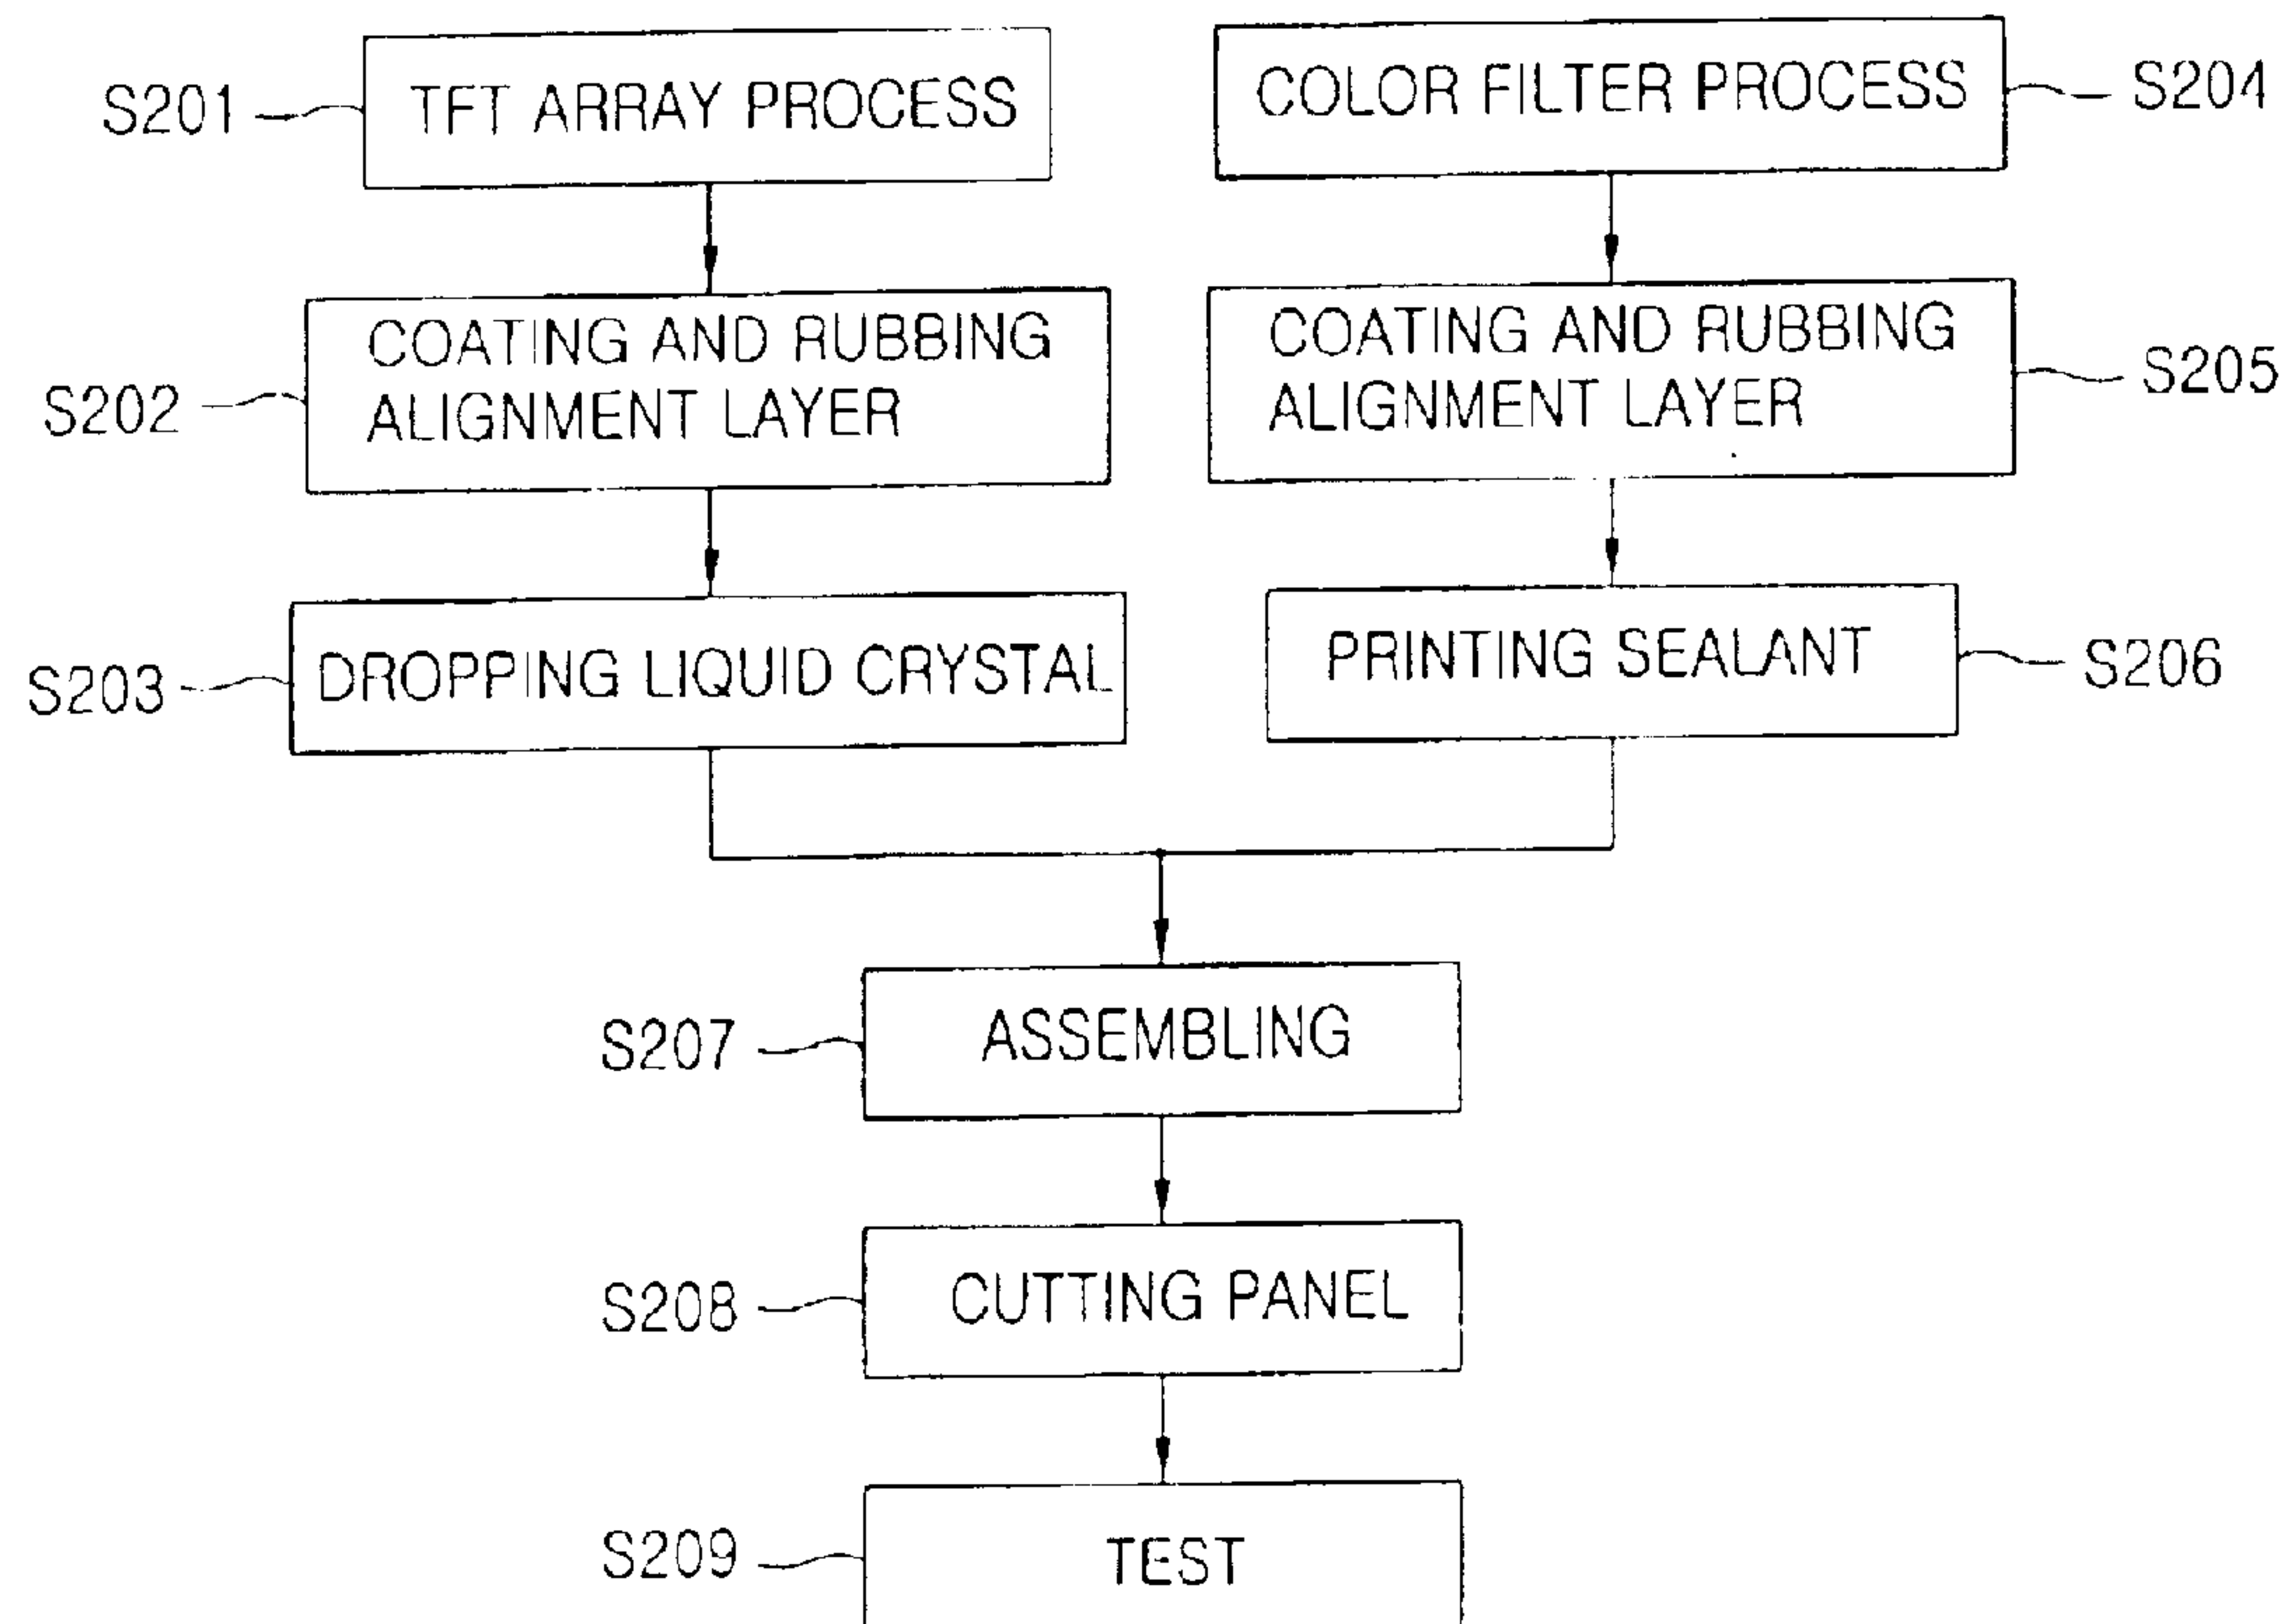 S201
TFT ARRAY PROCESS
COLOR FILTER PROCESS
S204
S202
COATING AND RUBBING
ALIGNMENT LAYER
COATING AND RUBBING
ALIGNMENT LAYER
S205
S203
DROPPING LIQUID CRYSTAL
PRINTING SEALANT
S206
S207
ASSEMBLING
S208
CUTTING PANEL
S209
TEST